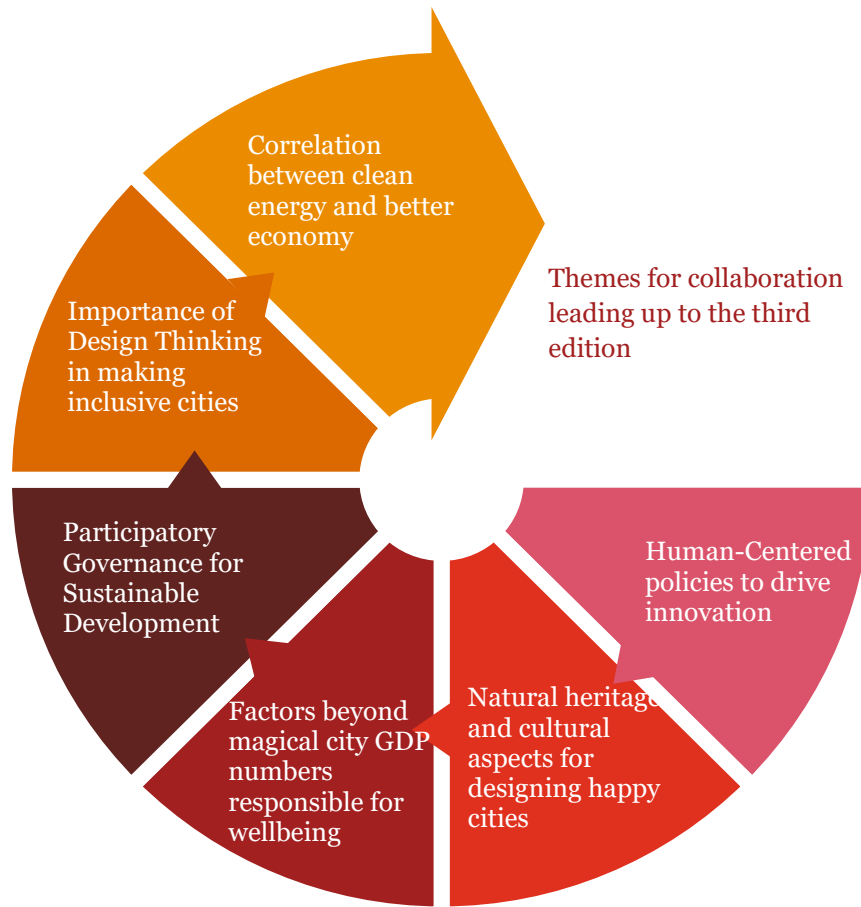 Correlation
between clean
energy and better
economy
Themes for collaboration
leading up to the third
edition
Importance of
Design Thinking
in making
inclusive cities
Participatory
Governance for
Sustainable
Development
Human-Centered
policies to drive
innovation
Factors beyond
magical city GDP
numbers
responsible for
wellbeing
Natural heritage
and cultural
aspects for
designing happy
cities